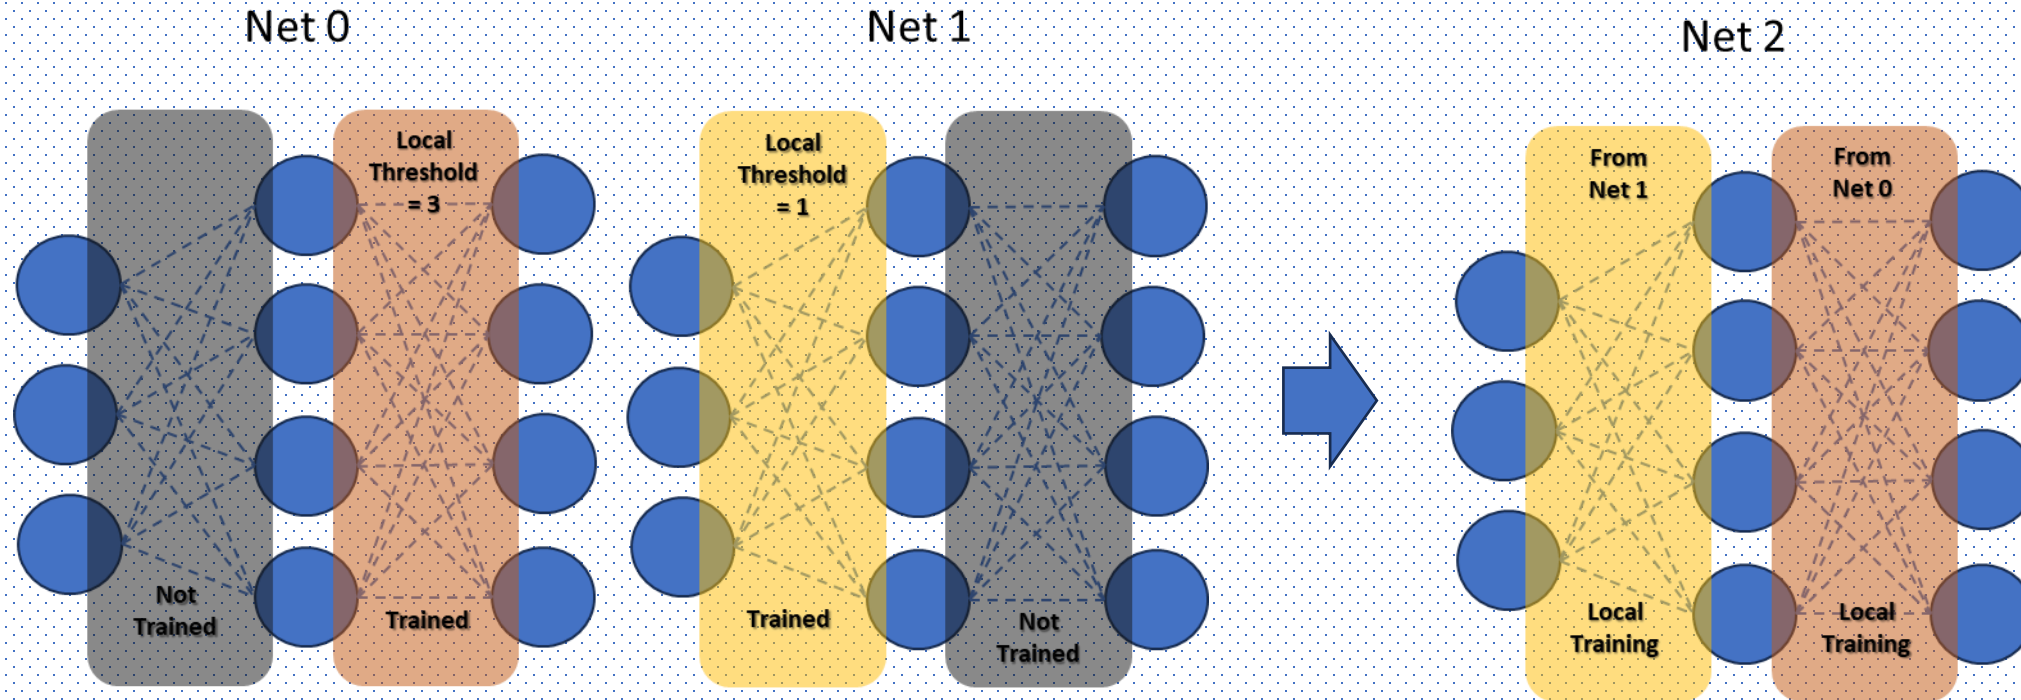 Net 0
Local
Threshold
= 3
Not
Trained
Trained
Net 1
Local
Threshold
= 1
Trained
Not
Trained
Net 2
From
Net 1
From
Net 0
Local
Training
Local
Training